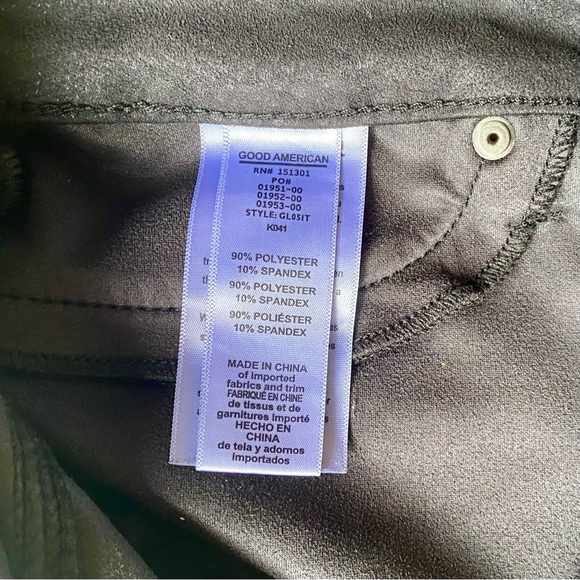 GOOD AMERICAN
RN# 151301
PO#
01951-00
01952-00
01953-00
STYLE: GL05IT
K041
90% POLYESTER
10% SPANDEX
90% POLYESTER
10% SPANDEX
90% POLIÉSTER
10% SPANDEX
MADE IN CHINA
of imported
fabrics and trim
FABRIQUÉ EN CHINE
de tissus et de
garnitures importé
HECHO EN
CHINA
de tela y adornos
importados